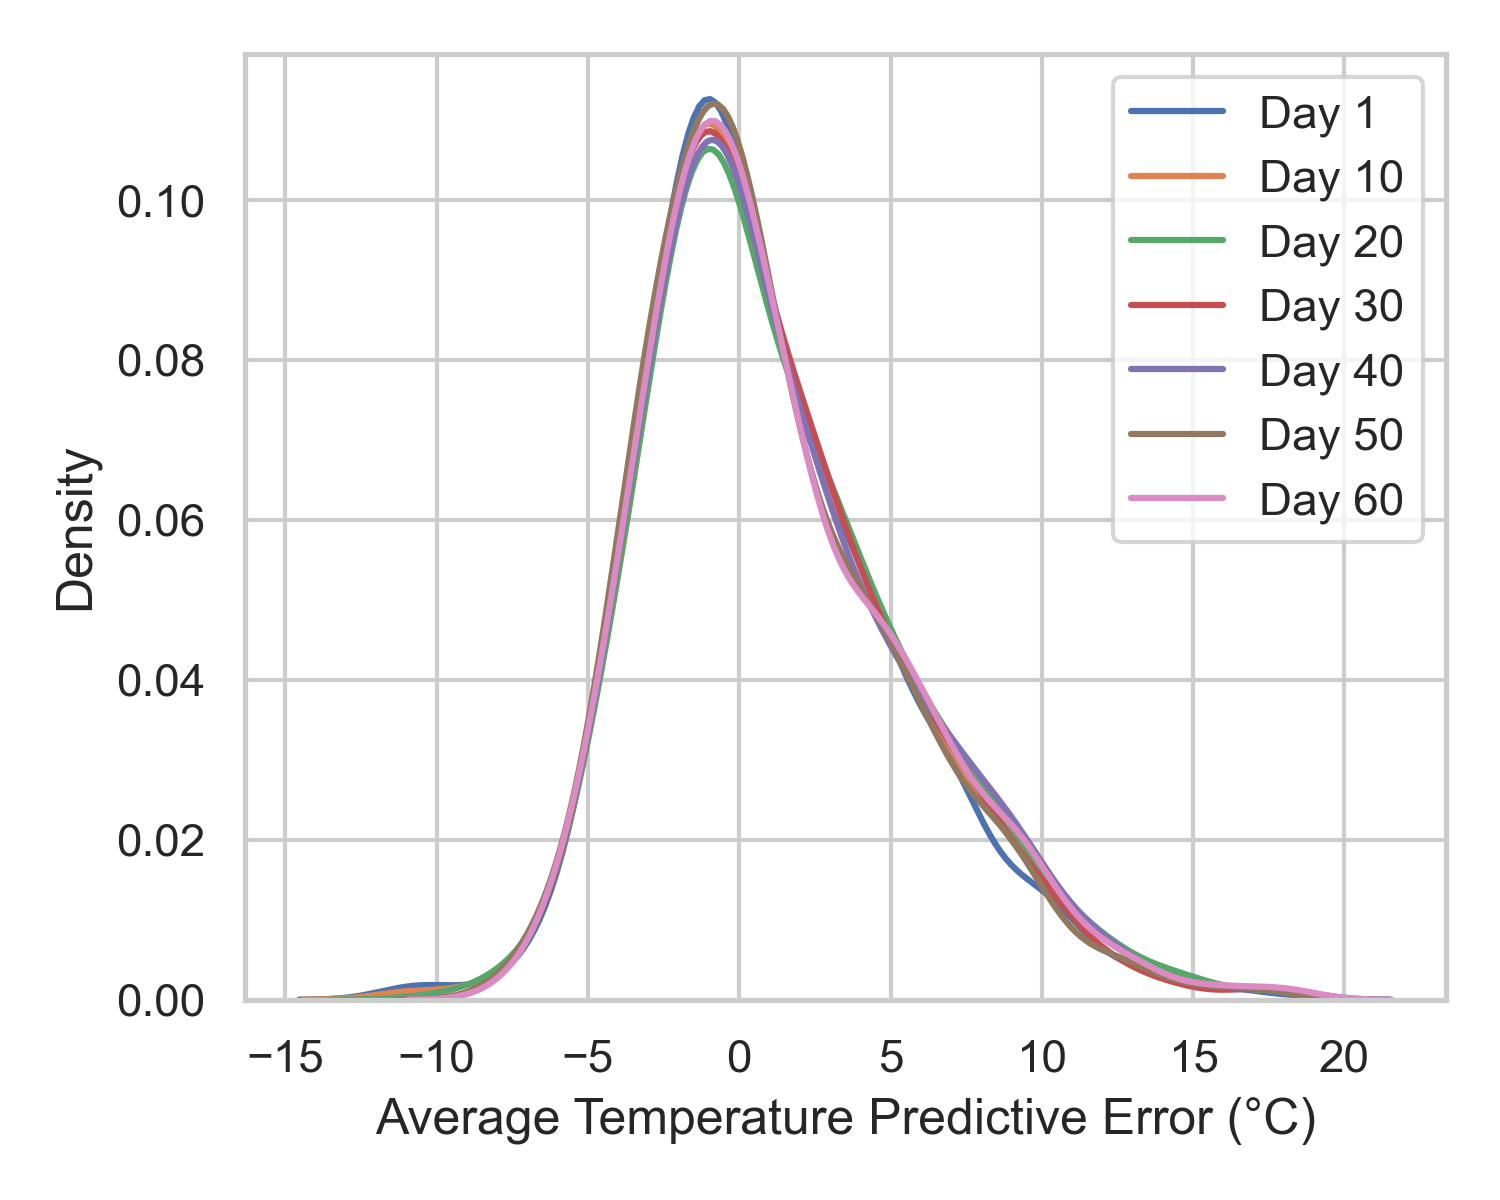 Day 1
Day 10
Day 20
Day 30
Day 40
Day 50
Day 60
0.10
0.08
0.06
0.04
0.02
0.00
Density
−15 −10 −5 0 5 10 15 20
Average Temperature Predictive Error (°C)